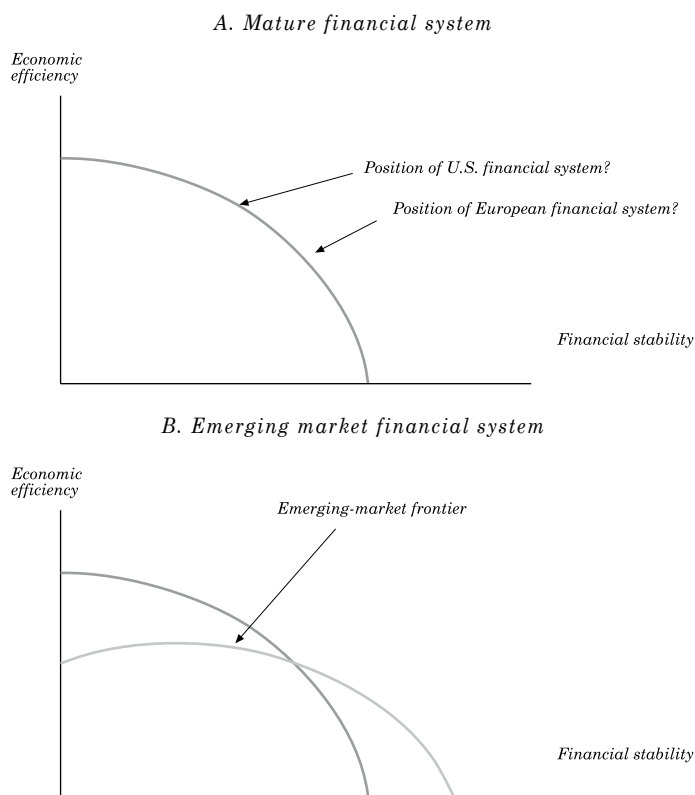 A. Mature financial system
Economic
efficiency
Position of U.S. financial system?
Position of European financial system?
Financial stability
B. Emerging market financial system
Economic
efficiency
Emerging-market frontier
Financial stability